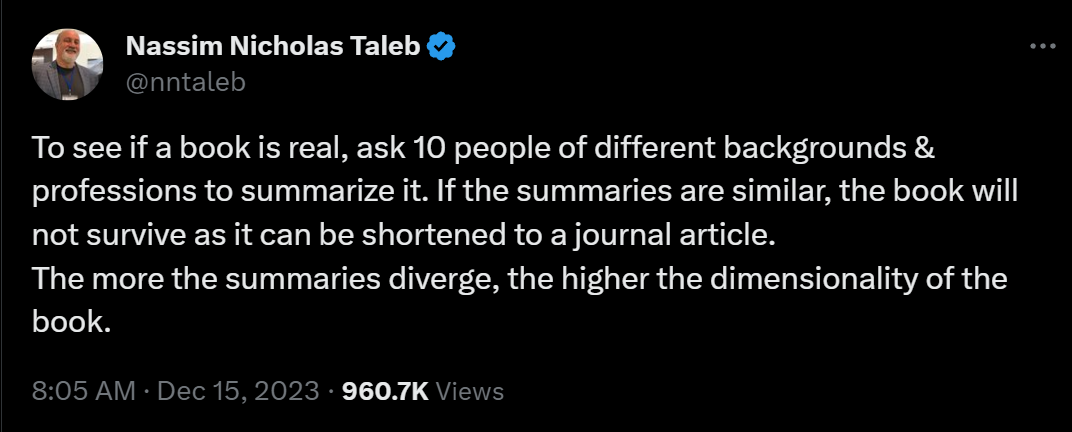 Nassim Nicholas Taleb
@nntaleb
To see if a book is real, ask 10 people of different backgrounds &
professions to summarize it. If the summaries are similar, the book will
not survive as it can be shortened to a journal article.
The more the summaries diverge, the higher the dimensionality of the
book.
8:05 AM · Dec 15, 2023 · 960.7K Views